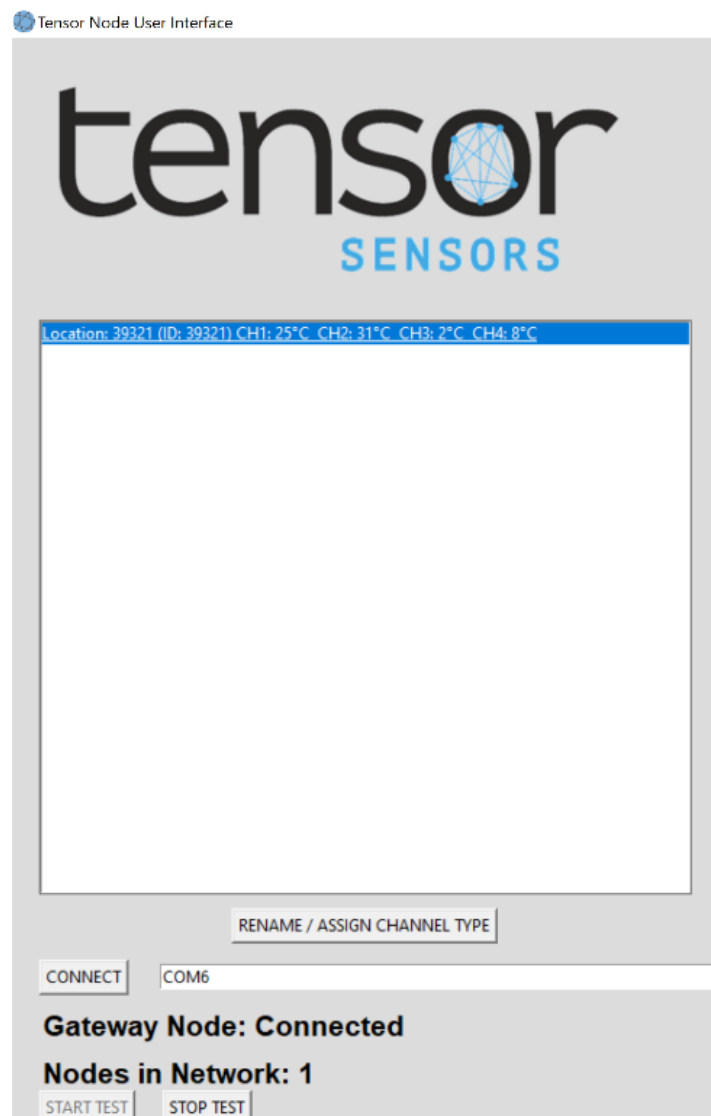 Tensor Node User Interface
tensor
SENSORS
Location: 39321 (ID: 39321) CH1: 25°C CH2: 31°C CH3: 2°C CH4: 8°C
RENAME / ASSIGN CHANNEL TYPE
CONNECT COM6
Gateway Node: Connected
Nodes in Network: 1
START TEST STOP TEST